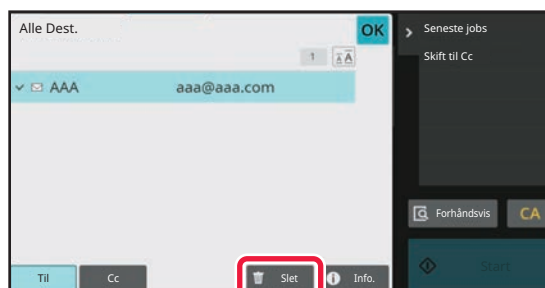 Alle Dest.
OK
1
AAA aaa@aaa.com
Til
Cc
Slet
Info.
Seneste jobs
Skift til Cc
Forhåndsvis
CA
Start